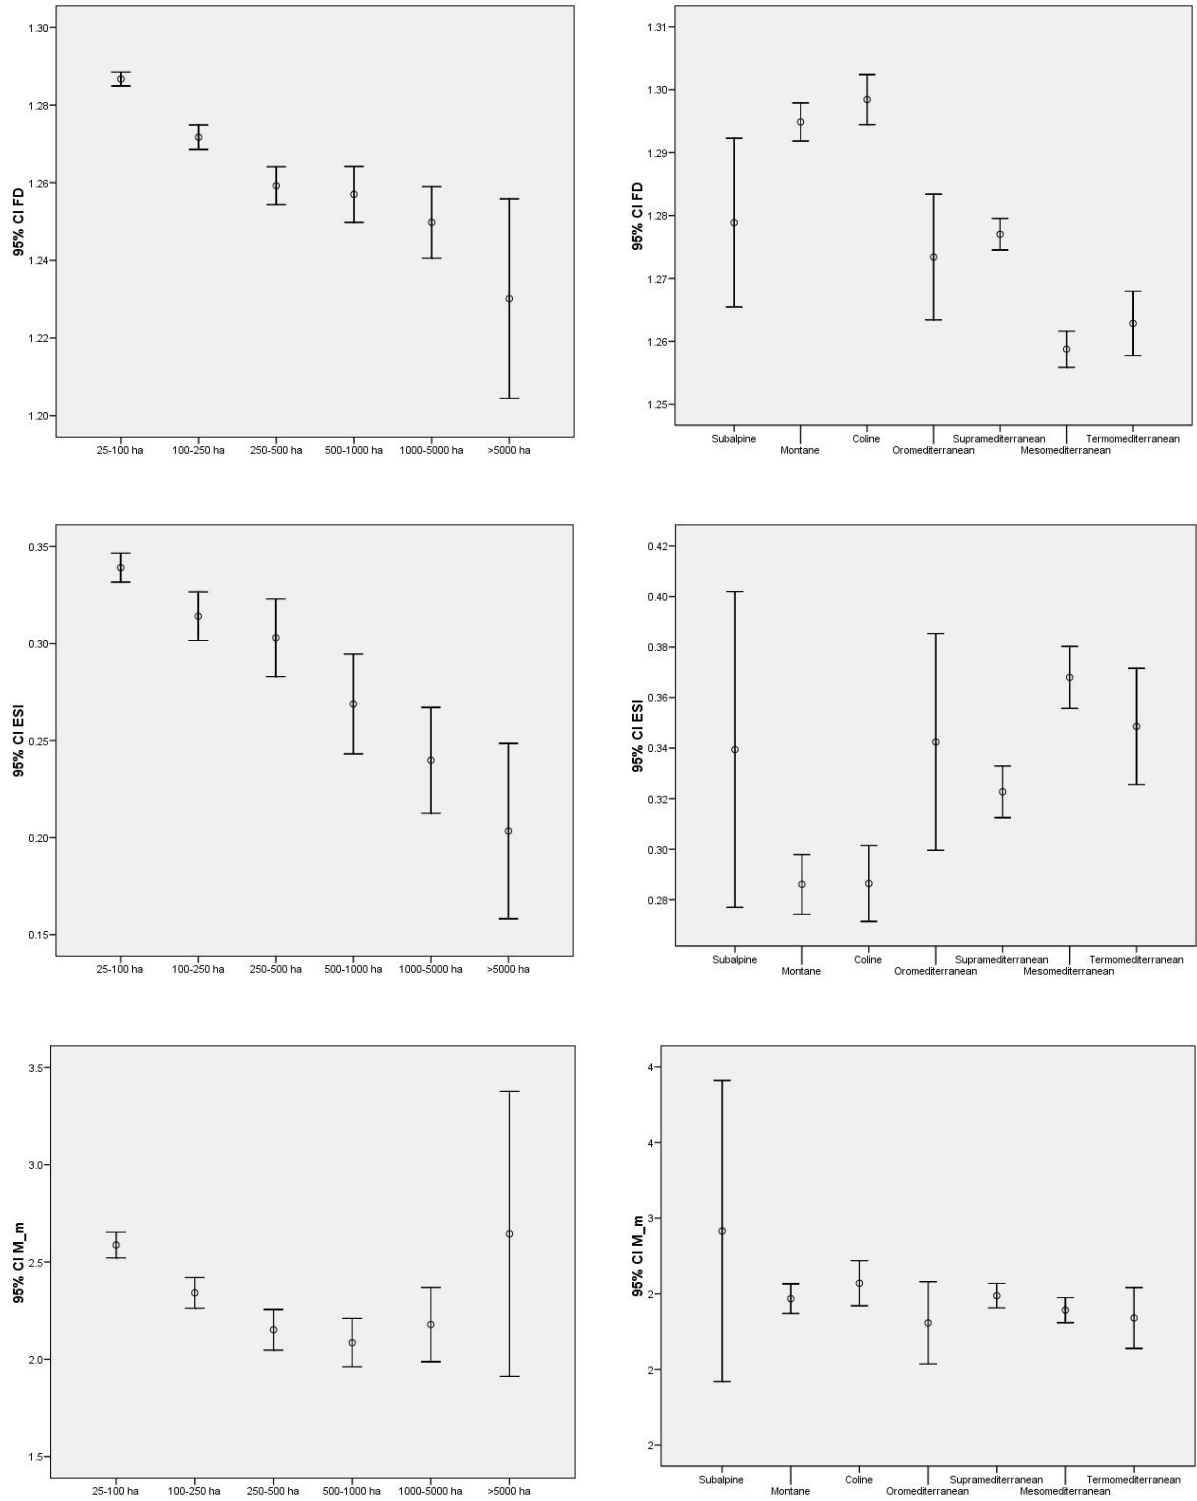 95% CI FD
1.30
1.28
1.26
1.24
1.22
1.20
25-100 ha 100-250 ha 250-500 ha 500-1000 ha 1000-5000 ha >5000 ha
95% CI FD
1.31
1.30
1.29
1.28
1.27
1.26
1.25
Subalpine Coline Supramediterranean Termomediterranean
Montane Oromediterranean Mesomediterranean
95% CI ESI
0.35
0.30
0.25
0.20
0.15
25-100 ha 100-250 ha 250-500 ha 500-1000 ha 1000-5000 ha >5000 ha
95% CI ESI
0.42
0.40
0.38
0.36
0.34
0.32
0.30
0.28
Subalpine Coline Supramediterranean Termomediterranean
Montane Oromediterranean Mesomediterranean
95% CI M_m
3.5
3.0
2.5
2.0
1.5
25-100 ha 100-250 ha 250-500 ha 500-1000 ha 1000-5000 ha >5000 ha
95% CI M_m
4
4
3
2
2
2
Subalpine Coline Supramediterranean Termomediterranean
Montane Oromediterranean Mesomediterranean